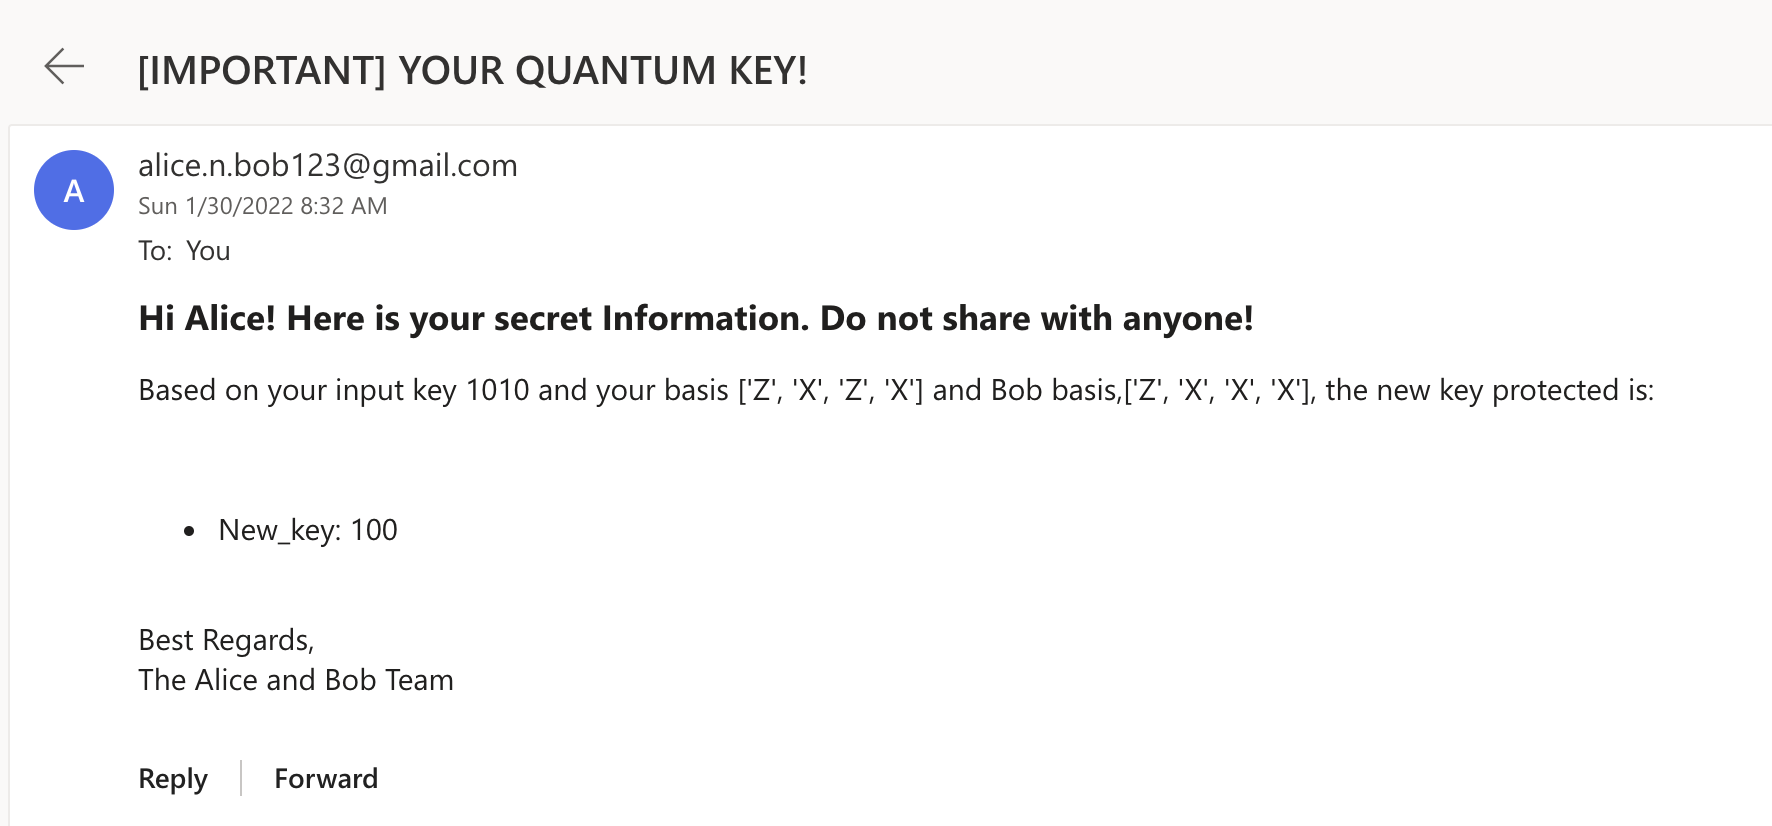 [IMPORTANT] YOUR QUANTUM KEY!
A
alice.n.bob123@gmail.com
Sun 1/30/2022 8:32 AM
To: You
Hi Alice! Here is your secret Information. Do not share with anyone!
Based on your input key 1010 and your basis ['Z', 'X', 'Z', 'X'] and Bob basis,['Z', 'X', 'X', 'X'], the new key protected is:
• New_key: 100
Best Regards,
The Alice and Bob Team
Reply
Forward